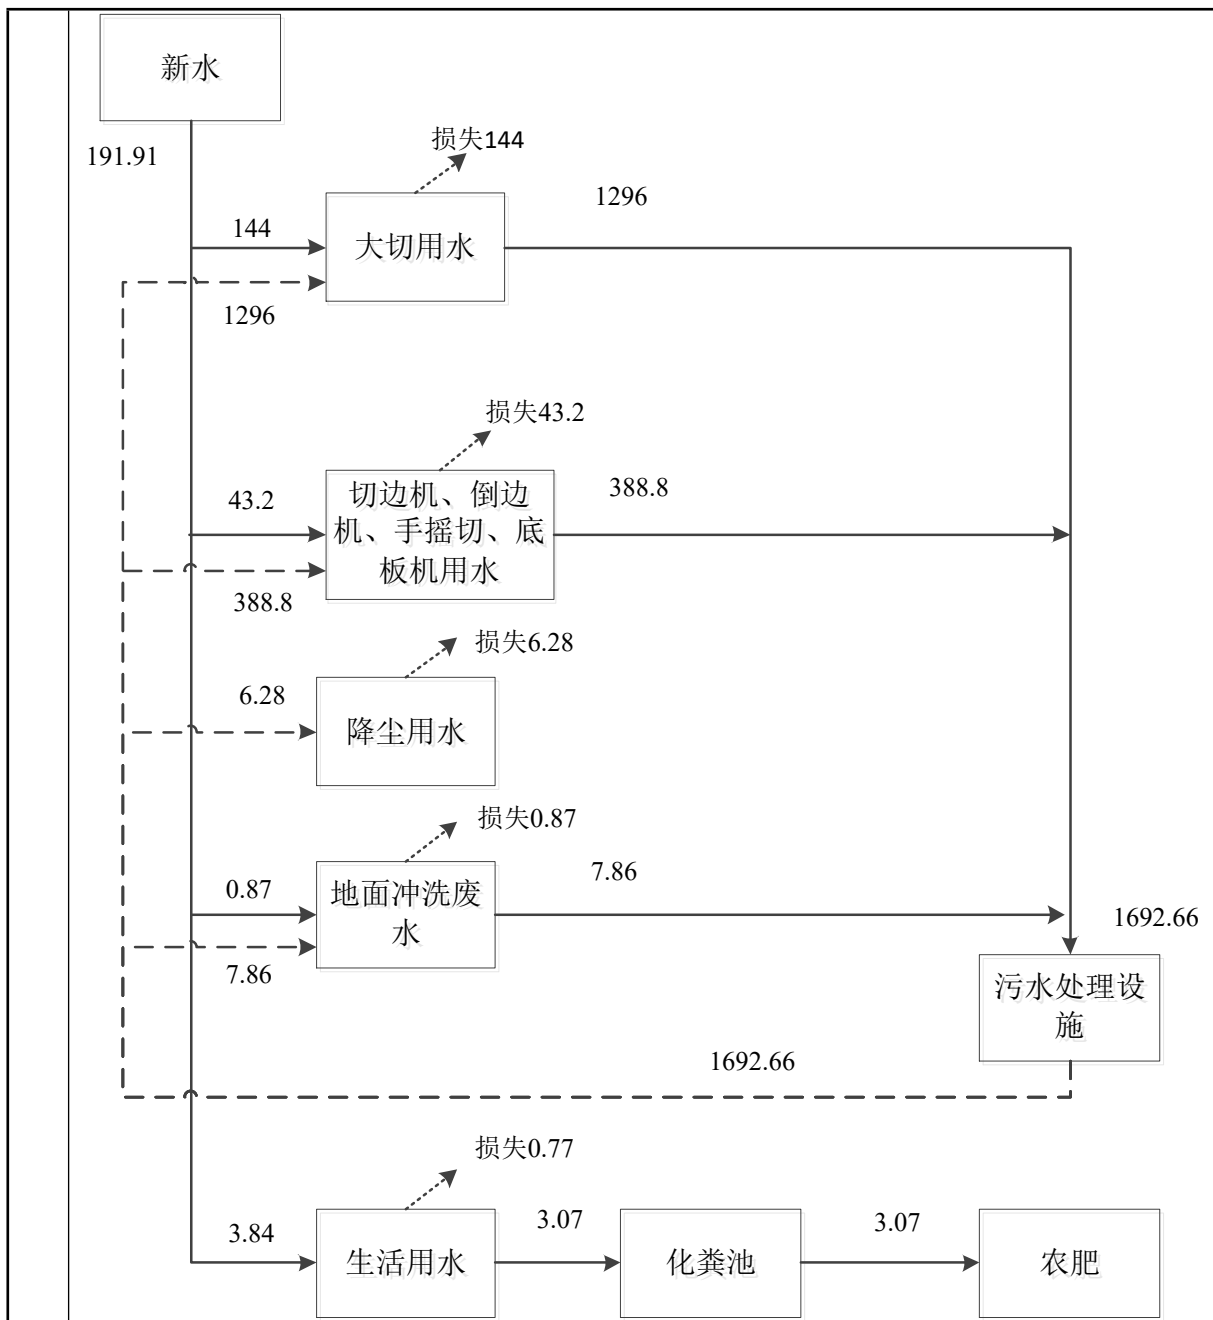 新水
191.91
损失144
1296
144
大切用水
1296
损失43.2
388.8
43.2
切边机、倒边
机、手摇切、底
板机用水
388.8
损失6.28
6.28
降尘用水
损失0.87
7.86
0.87
地面冲洗废
水
7.86
1692.66
污水处理设
施
1692.66
损失0.77
3.84
生活用水
3.07
化粪池
3.07
农肥